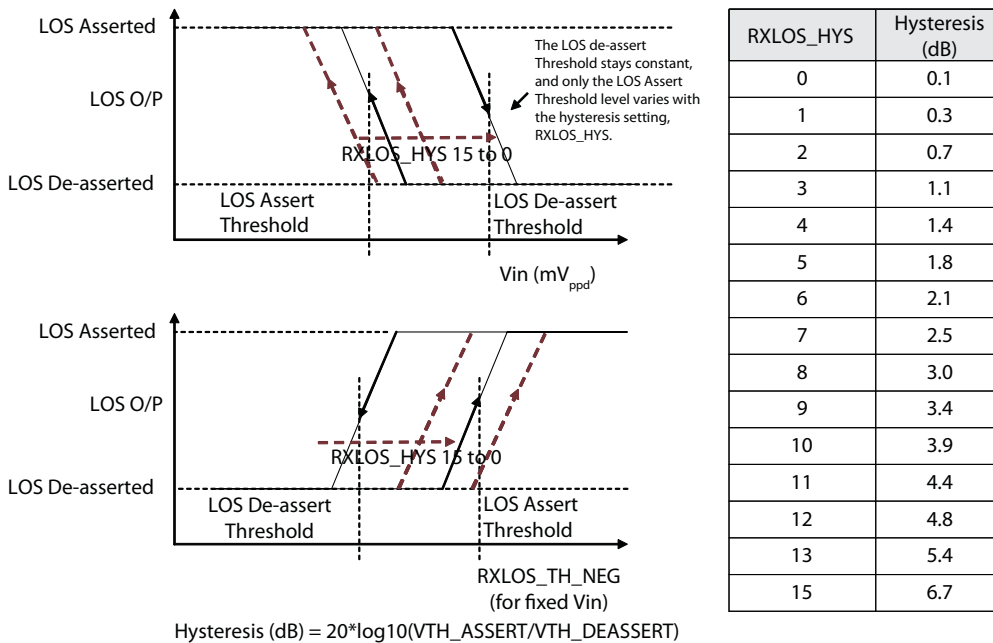 LOS Asserted
LOS O/P
LOS De-asserted
The LOS de-assert
Threshold stays constant,
and only the LOS Assert
Threshold level varies with
the hysteresis setting,
RXLOS_HYS.
RXLOS_HYS 15 to 0
LOS Assert
Threshold
LOS De-assert
Threshold
Vin (mVppd)
LOS Asserted
LOS O/P
LOS De-asserted
RXLOS_HYS 15 to 0
LOS De-assert
Threshold
LOS Assert
Threshold
RXLOS_TH_NEG
(for fixed Vin)
Hysteresis (dB) = 20*log10(VTH_ASSERT/VTH_DEASSERT)
RXLOS_HYS Hysteresis
(dB)
0 0.1
1 0.3
2 0.7
3 1.1
4 1.4
5 1.8
6 2.1
7 2.5
8 3.0
9 3.4
10 3.9
11 4.4
12 4.8
13 5.4
15 6.7